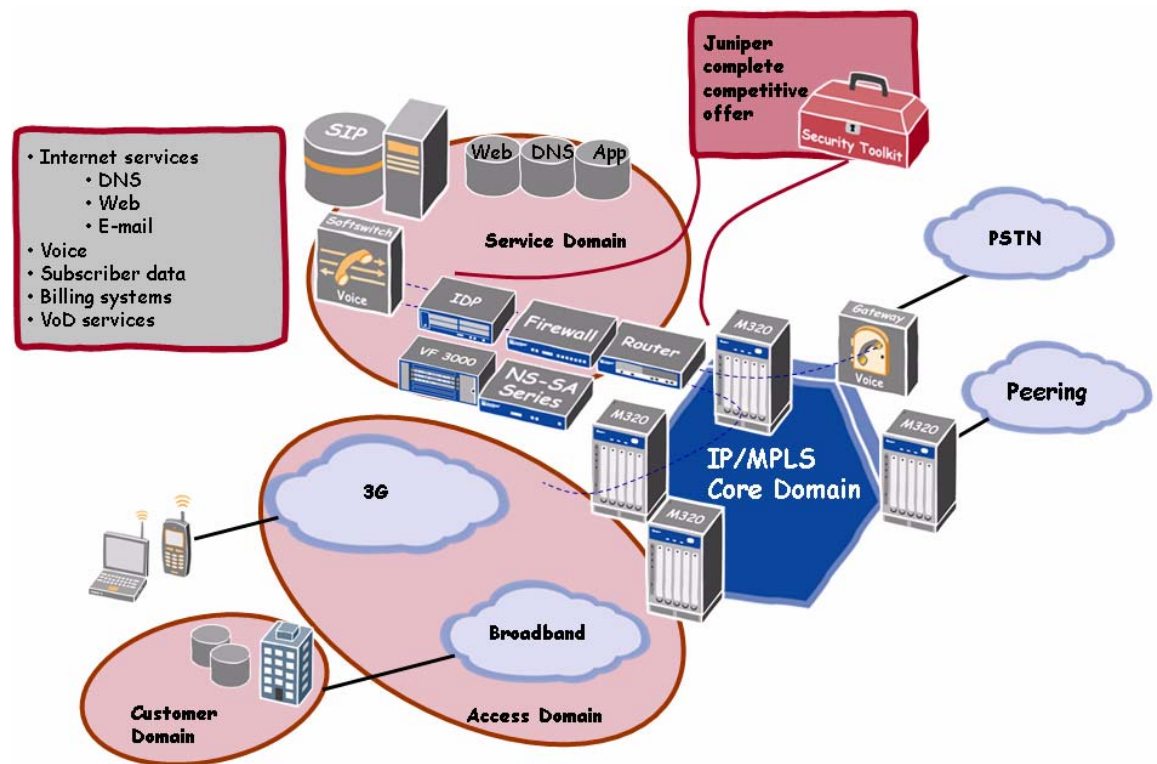 Juniper
complete
competitive
offer
Security Toolkit
• Internet services
• DNS
• Web
• E-mail
• Voice
• Subscriber data
• Billing systems
• VoD services
SIP
Web
DNS
App
Softswitch
Voice
Service Domain
IDP
Firewall
Router
VF 3000
NS-SA
Series
M320
Gateway
Voice
PSTN
Peering
M320
M320
M320
IP/MPLS
Core Domain
3G
Broadband
Access Domain
Customer
Domain